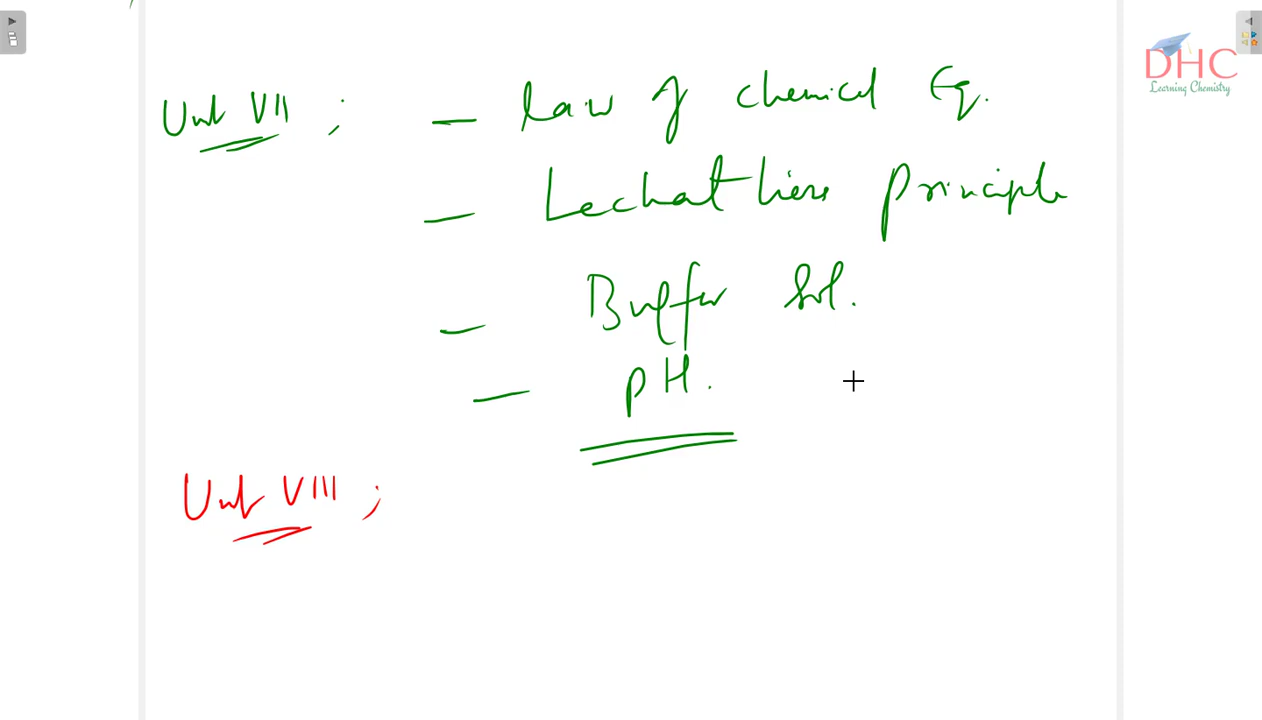 DHC
Learning Chemistry
Unit VII ; – Law of chemical Eq.
– Lechatliers principle
– Buffer Sol.
– pH.
Unit VIII ;